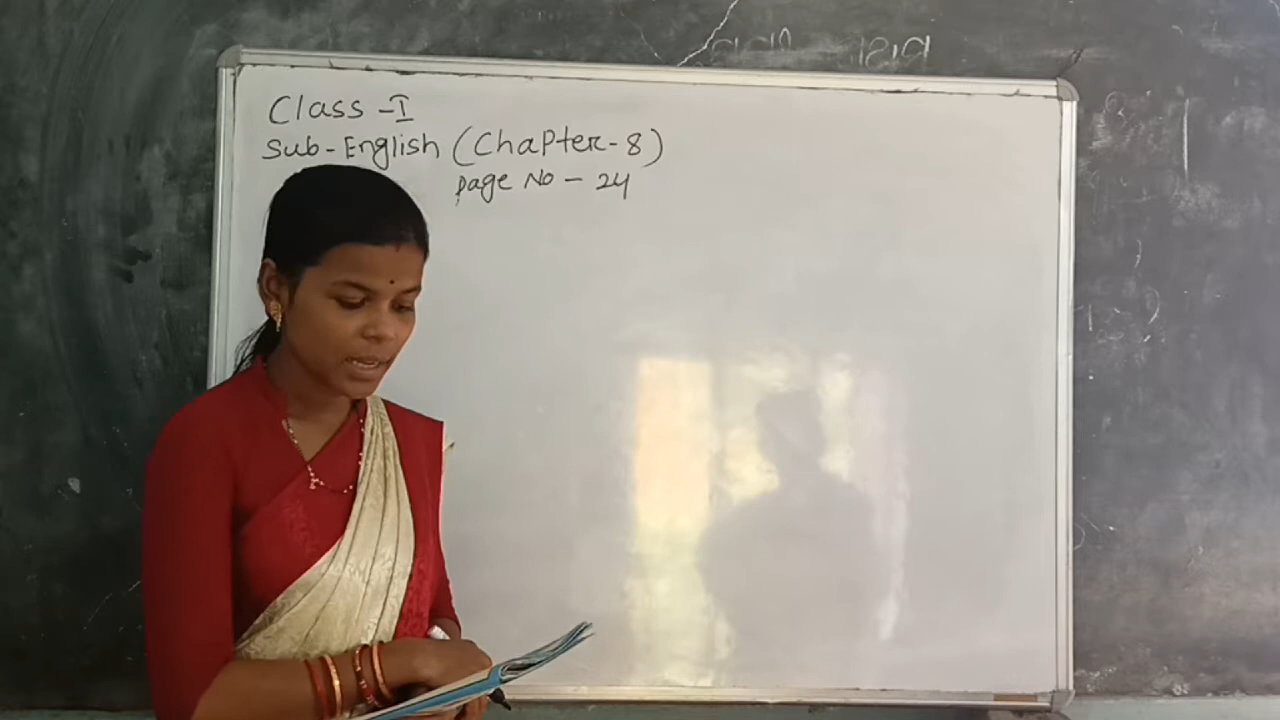 Class - I
Sub - English (Chapter - 8)
Page No - 24